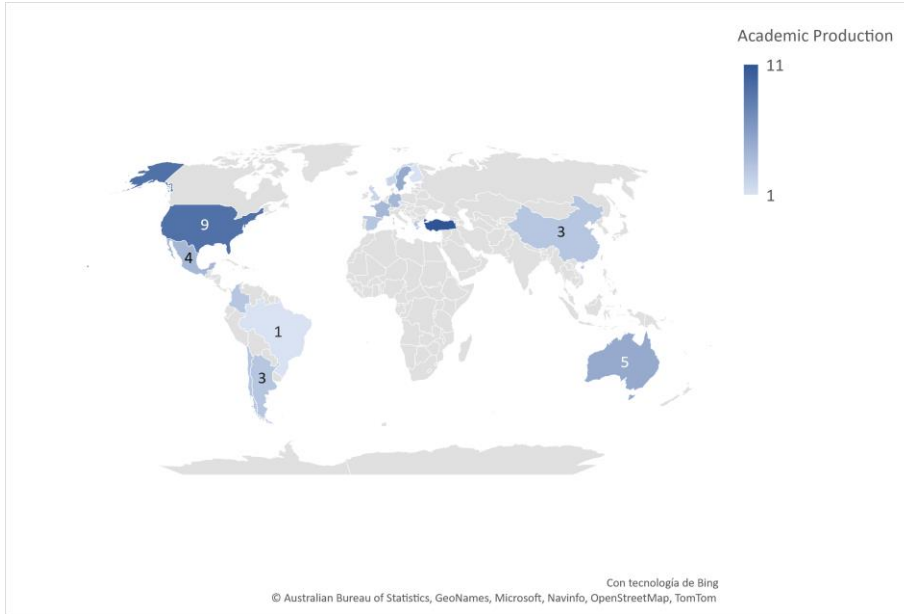 Academic Production
11
1
9
4
3
1
3
5
Con tecnología de Bing
© Australian Bureau of Statistics, GeoNames, Microsoft, Navinfo, OpenStreetMap, TomTom